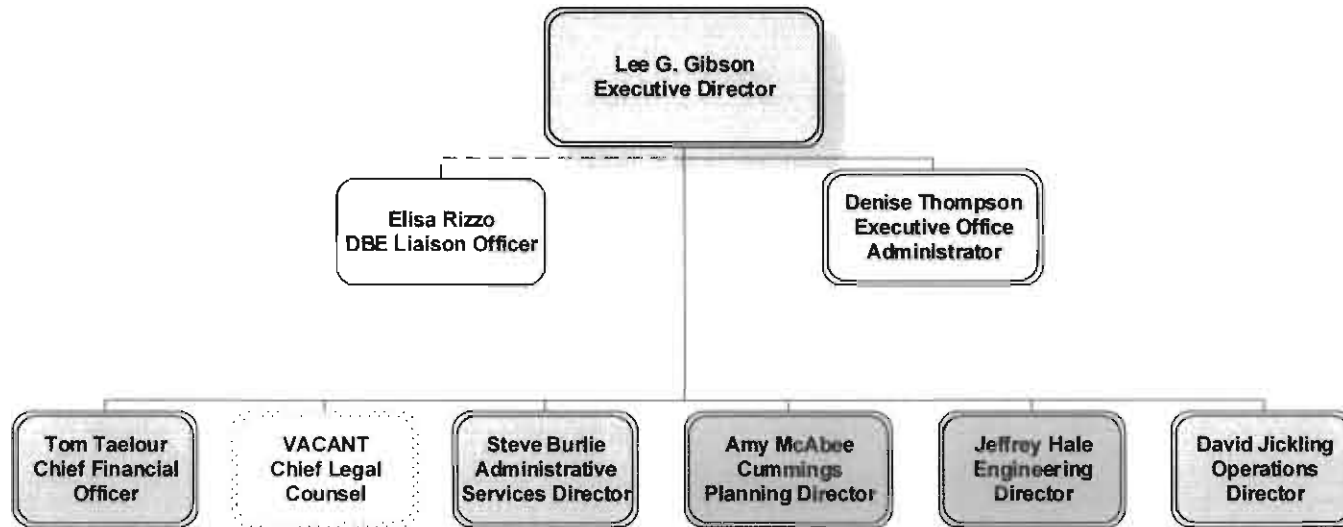 Lee G. Gibson
Executive Director
Elisa Rizzo
DBE Liaison Officer
Denise Thompson
Executive Office
Administrator
Tom Taelour
Chief Financial
Officer
VACANT
Chief Legal
Counsel
Steve Burlie
Administrative
Services Director
Amy McAbee
Cummings
Planning Director
Jeffrey Hale
Engineering
Director
David Jickling
Operations
Director